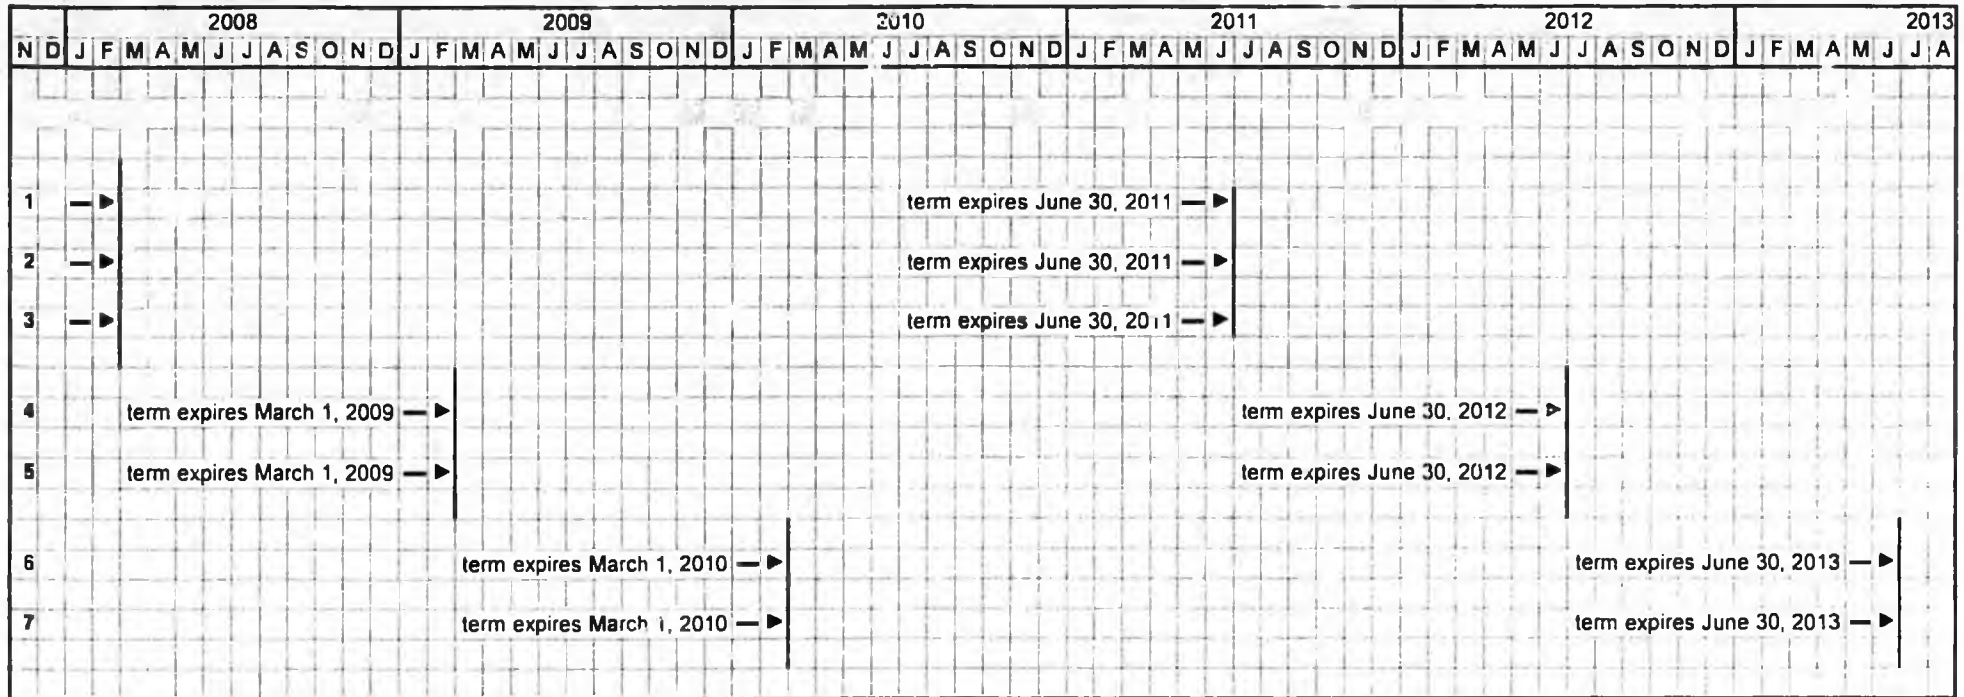 2008 2009 2010 2011 2012 2013
N D J F M A M J J A S O N D J F M A M J J A S O N D J F M A M J J A S O N D J F M A M J J A S O N D J F M A M J J A S O N D J F M A M J J A
1 term expires June 30, 2011
2 term expires June 30, 2011
3 term expires June 30, 2011
4 term expires March 1, 2009 term expires June 30, 2012
5 term expires March 1, 2009 term expires June 30, 2012
6 term expires March 1, 2010 term expires June 30, 2013
7 term expires March 1, 2010 term expires June 30, 2013